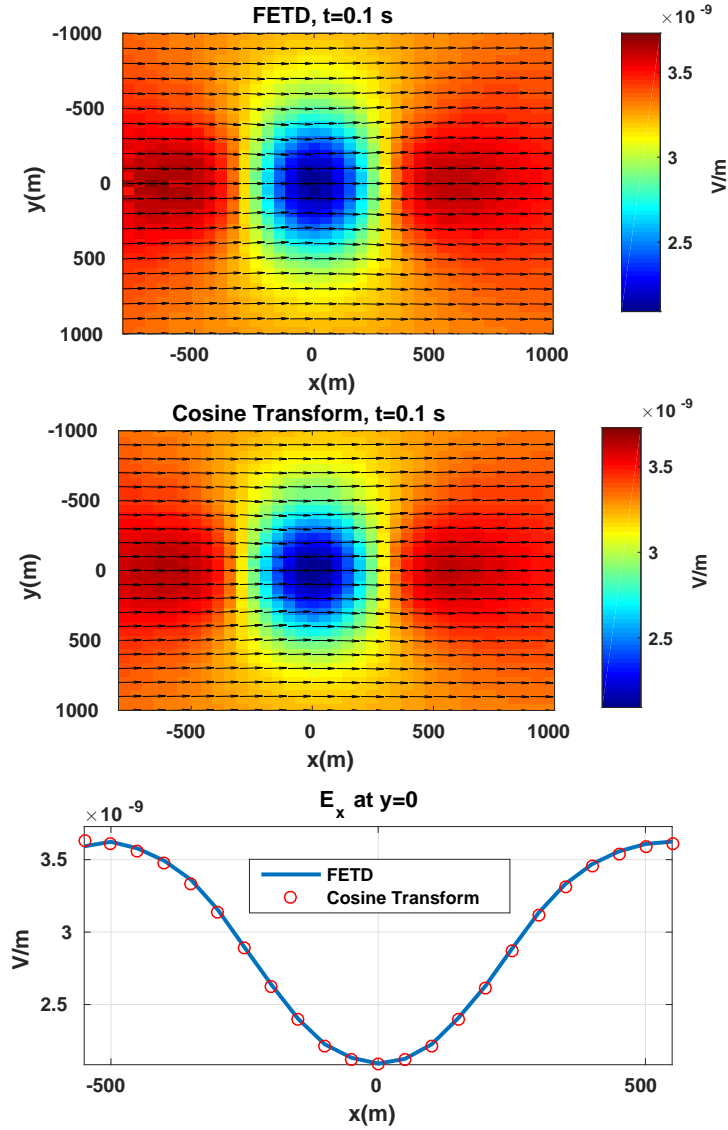 FETD, t=0.1 s
×10 -9
-1000
-500
0
500
1000
y(m)
-500
0
500
1000
x(m)
3.5
3
2.5
V/m
Cosine Transform, t=0.1 s
×10 -9
-1000
-500
0
500
1000
y(m)
-500
0
500
1000
x(m)
3.5
3
2.5
V/m
E_x at y=0
×10 -9
3.5
3
2.5
V/m
FETD
Cosine Transform
-500
0
500
x(m)